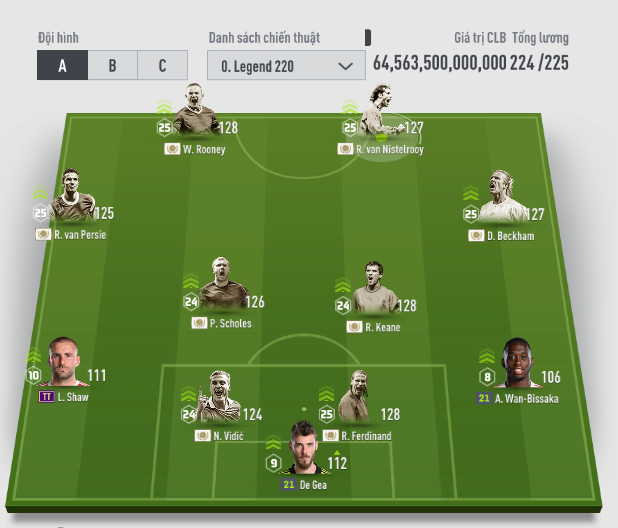 Đội hình Danh sách chiến thuật Giá trị CLB Tổng lương
A B C 0. Legend 220 64,563,500,000,000 224 /225
25 128 25 127
W. Rooney R. van Nistelrooy
25 125 25 127
R. van Persie D. Beckham
24 126 24 128
P. Scholes R. Keane
10 111 8 106
TT L. Shaw 21 A. Wan-Bissaka
24 124 25 128
N. Vidić R. Ferdinand
9 112
21 De Gea